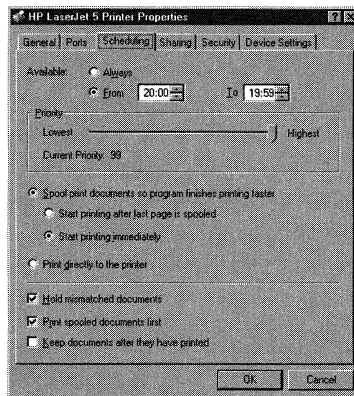 HP LaserJet 5 Printer Properties
General Ports Scheduling Sharing Security Device Settings
Available: Always
From 20:00 To 19:59
Priority
Lowest Highest
Current Priority: 99
Spool print documents so program finishes printing faster
Start printing after last page is spooled
Start printing immediately
Print directly to the printer
Hold mismatched documents
Print spooled documents first
Keep documents after they have printed
OK Cancel